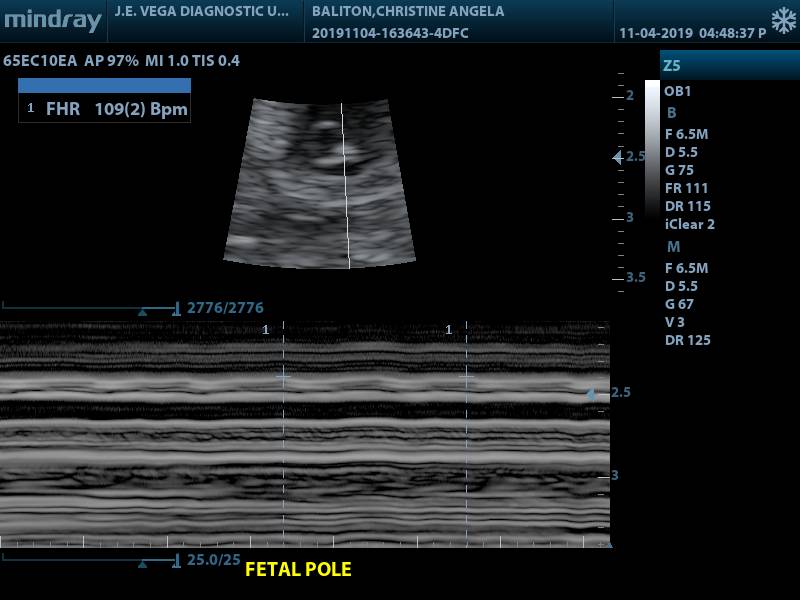 mindray
J.E. VEGA DIAGNOSTIC U...
BALITON,CHRISTINE ANGELA
20191104-163643-4DFC
11-04-2019 04:48:37 P
65EC10EA AP 97% MI 1.0 TIS 0.4
1 FHR 109(2) Bpm
Z5
OB1
B
F 6.5M
D 5.5
G 75
FR 111
DR 115
iClear 2
M
F 6.5M
D 5.5
G 67
V 3
DR 125
2
2.5
3
3.5
2776/2776
1 1
2.5
3
25.0/25
FETAL POLE